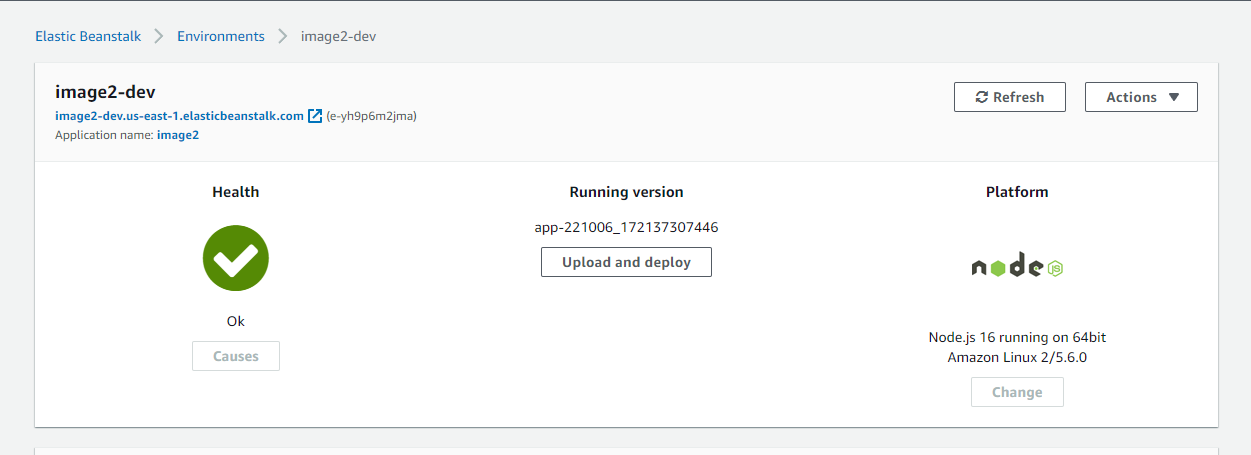 Elastic Beanstalk > Environments > image2-dev
image2-dev
Refresh
Actions
image2-dev.us-east-1.elasticbeanstalk.com (e-yh9p6m2jma)
Application name: image2
Health
Running version
Platform
app-221006_172137307446
Upload and deploy
node JS
Ok
Causes
Node.js 16 running on 64bit
Amazon Linux 2/5.6.0
Change